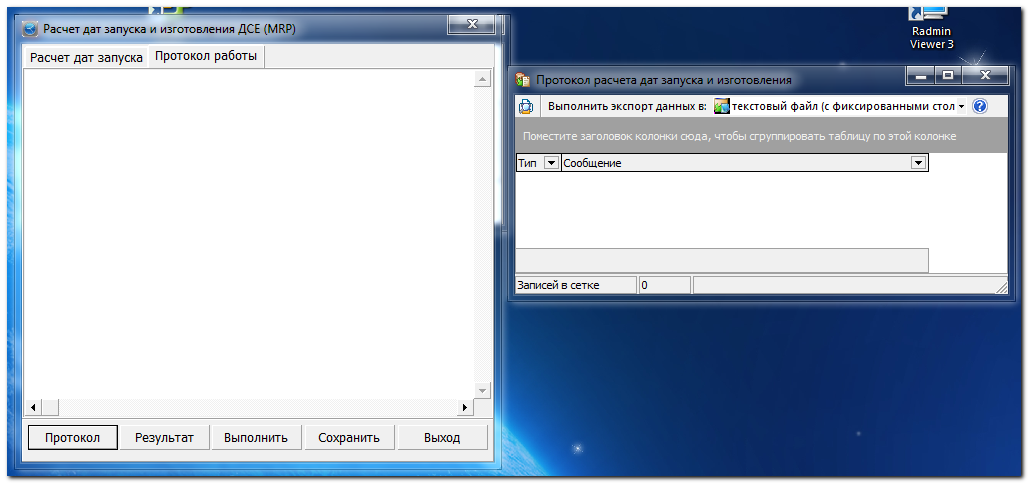 Radmin
Viewer 3
Расчет дат запуска и изготовления ДСЕ (MRP)
Расчет дат запуска
Протокол работы
Протокол
Результат
Выполнить
Сохранить
Выход
Протокол расчета дат запуска и изготовления
Выполнить экспорт данных в: текстовый файл (с фиксированными стол
Поместите заголовок колонки сюда, чтобы сгруппировать таблицу по этой колонке
Тип Сообщение
Записей в сетке 0